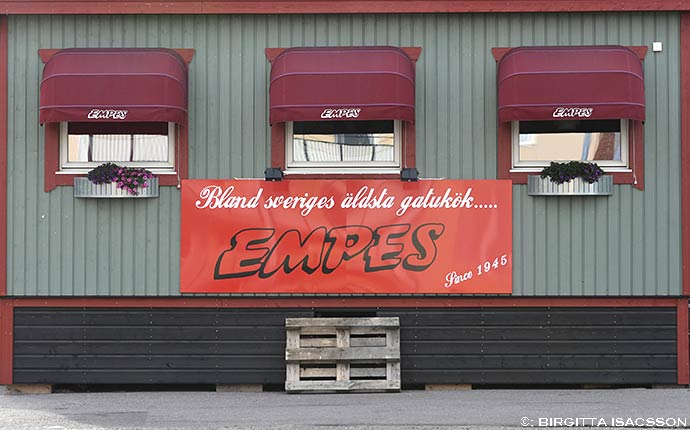 EMPES
EMPES
EMPES
Bland sveriges äldsta gatukök.....
EMPES
Since 1945
©: BIRGITTA ISACSSON